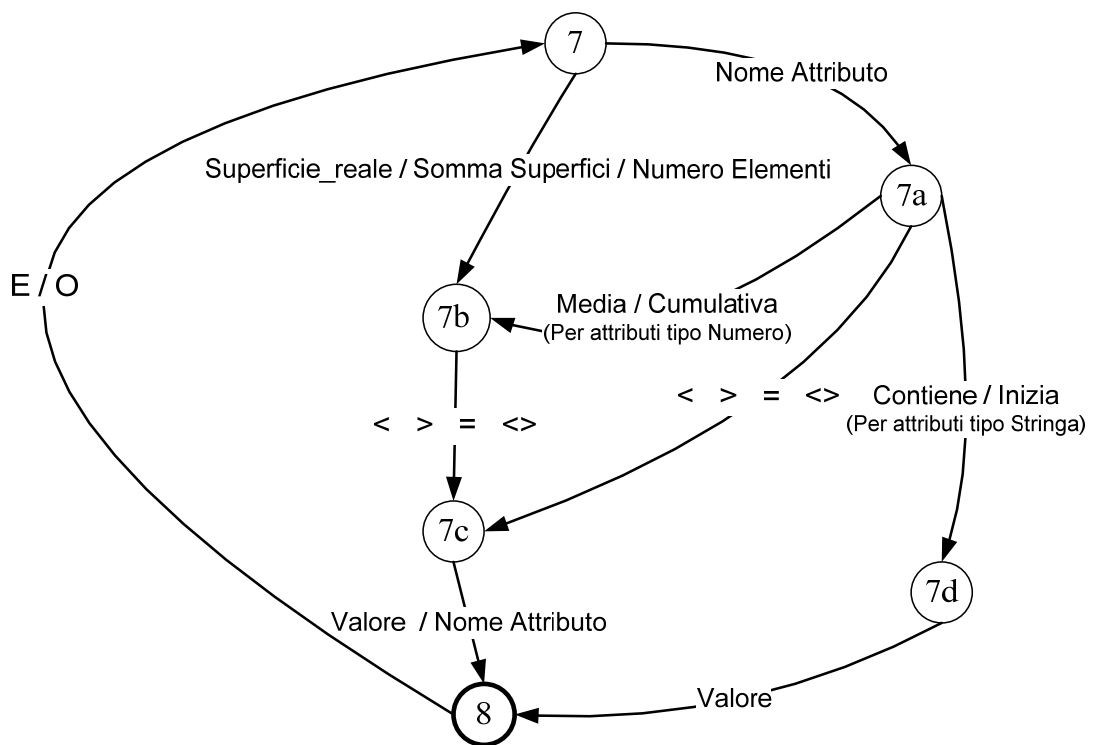 7
Nome Attributo
Superficie_reale / Somma Superfici / Numero Elementi
7a
E / O
Media / Cumulativa
(Per attributi tipo Numero)
7b
< > = <>
Contiene / Inizia
(Per attributi tipo Stringa)
< > = <>
7c
7d
Valore / Nome Attributo
Valore
8